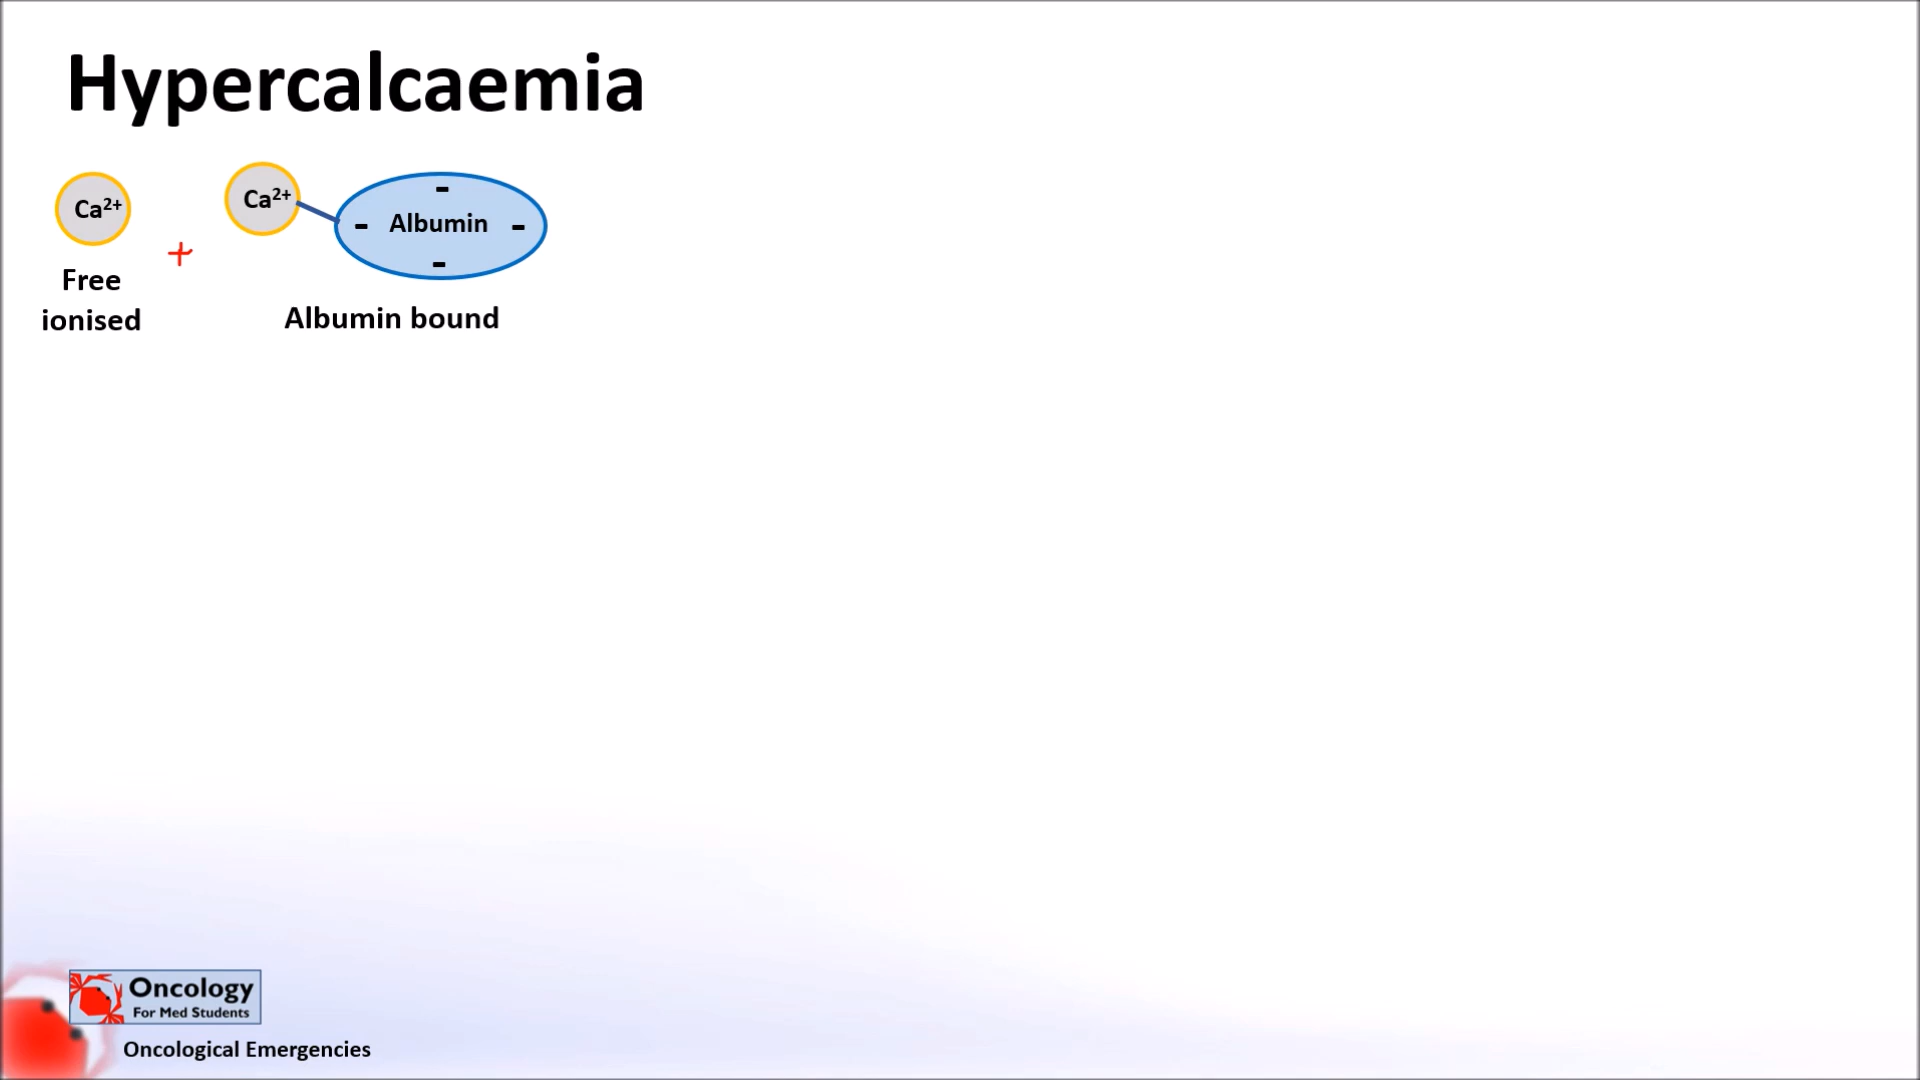 Hypercalcaemia
Ca²⁺
+
Ca²⁺
- Albumin -
-
-
Free
ionised
Albumin bound
Oncology
For Med Students
Oncological Emergencies